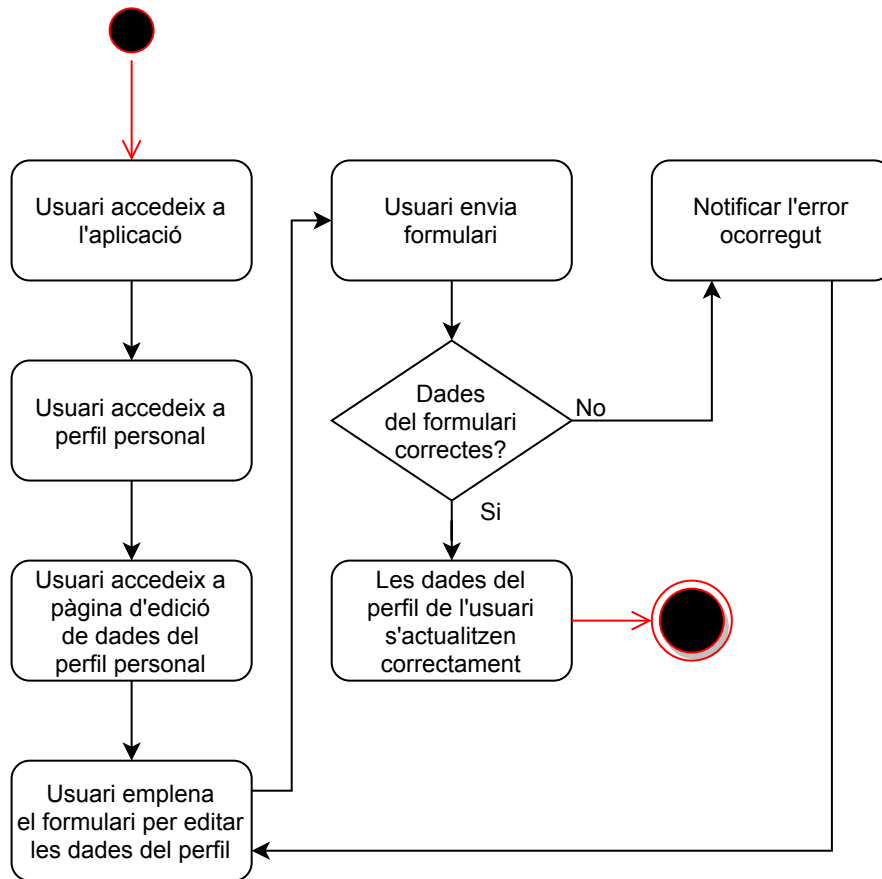 Usuari accedeix a
l'aplicació
Usuari accedeix a
perfil personal
Usuari accedeix a
pàgina d'edició
de dades del
perfil personal
Usuari emplena
el formulari per editar
les dades del perfil
Usuari envia
formulari
Dades
del formulari
correctes?
No
Si
Les dades del
perfil de l'usuari
s'actualitzen
correctament
Notificar l'error
ocorregut